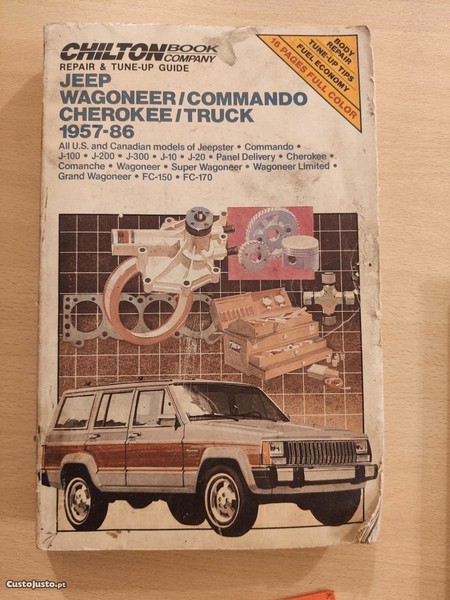 CHILTON BOOK COMPANY
REPAIR & TUNE-UP GUIDE
JEEP
WAGONEER/COMMANDO
CHEROKEE/TRUCK
1957-86
All U.S. and Canadian models of Jeepster • Commando •
J-100 • J-200 • J-300 • J-10 • J-20 • Panel Delivery • Cherokee •
Comanche • Wagoneer • Super Wagoneer • Wagoneer Limited •
Grand Wagoneer • FC-150 • FC-170
BODY
REPAIR
TUNE-UP TIPS
FUEL ECONOMY
16 PAGES FULL COLOR
Custojusto.pt